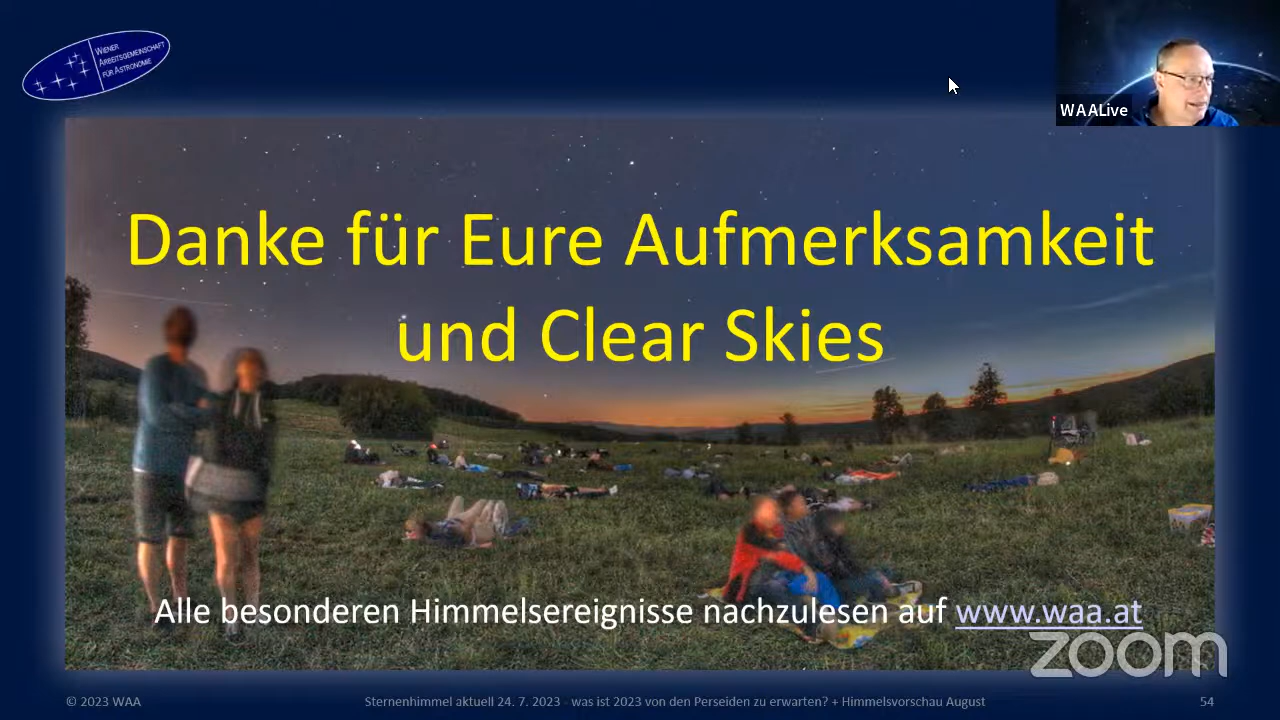 WIENER
ARBEITSGEMEINSCHAFT
FÜR ASTRONOMIE
WAALive
Danke für Eure Aufmerksamkeit
und Clear Skies
Alle besonderen Himmelsereignisse nachzulesen auf www.waa.at
zoom
© 2023 WAA
Sternenhimmel aktuell 24. 7. 2023 - was ist 2023 von den Perseiden zu erwarten? + Himmelsvorschau August
54